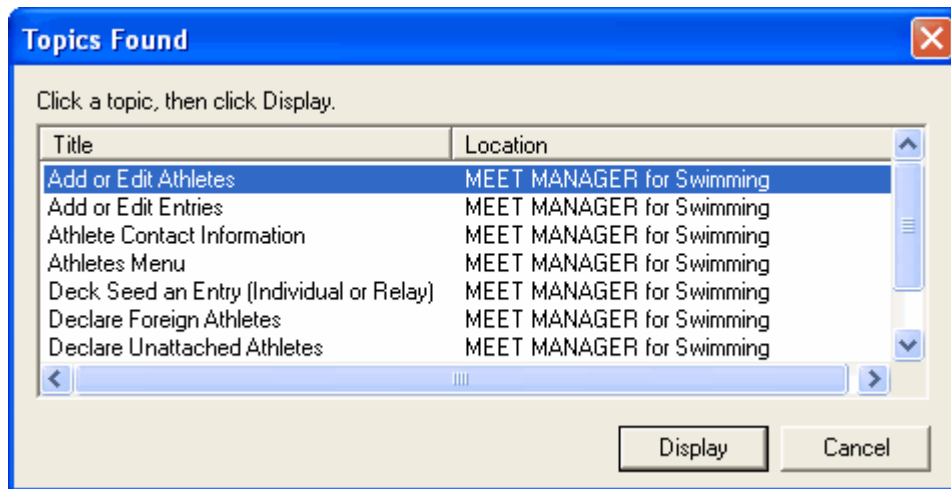 Topics Found
Click a topic, then click Display.
Title Location
Add or Edit Athletes MEET MANAGER for Swimming
Add or Edit Entries MEET MANAGER for Swimming
Athlete Contact Information MEET MANAGER for Swimming
Athletes Menu MEET MANAGER for Swimming
Deck Seed an Entry (Individual or Relay) MEET MANAGER for Swimming
Declare Foreign Athletes MEET MANAGER for Swimming
Declare Unattached Athletes MEET MANAGER for Swimming
Display Cancel